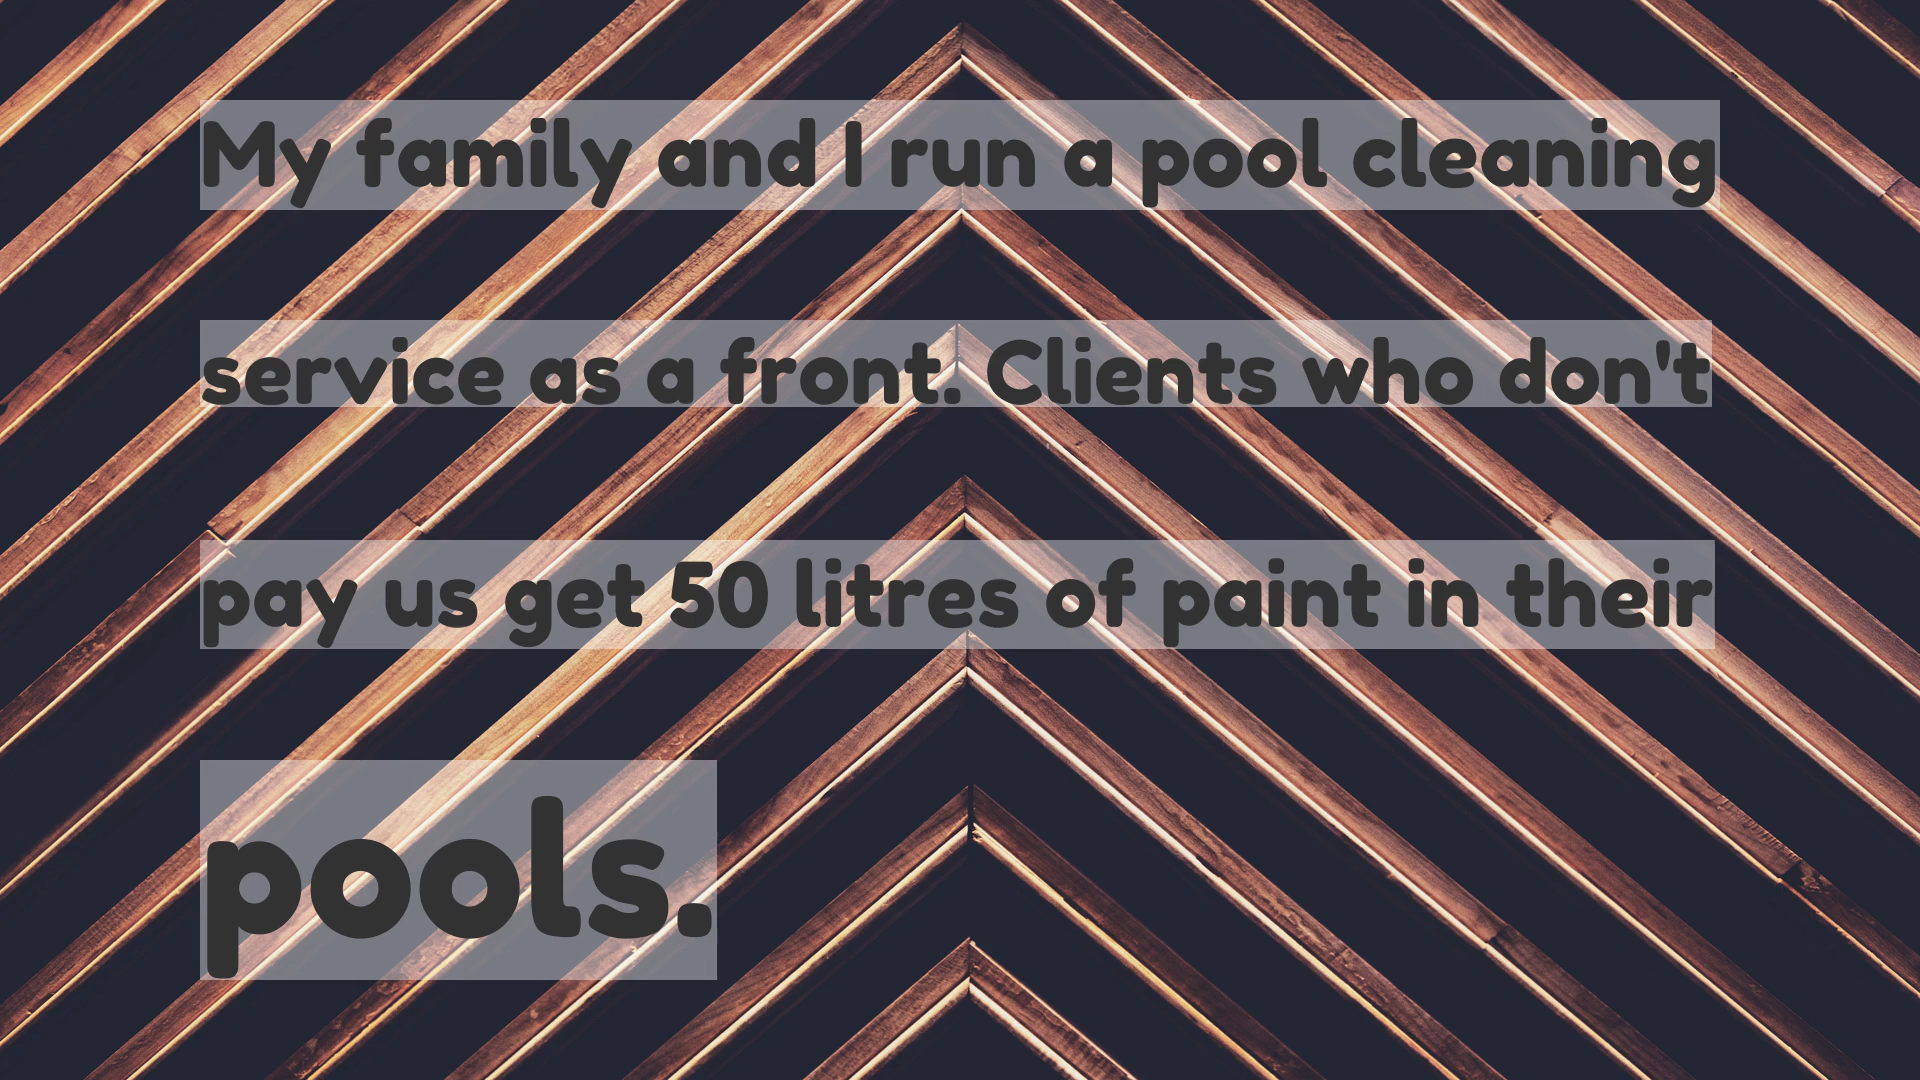 My family and I run a pool cleaning
service as a front. Clients who don't
pay us get 50 litres of paint in their
pools.